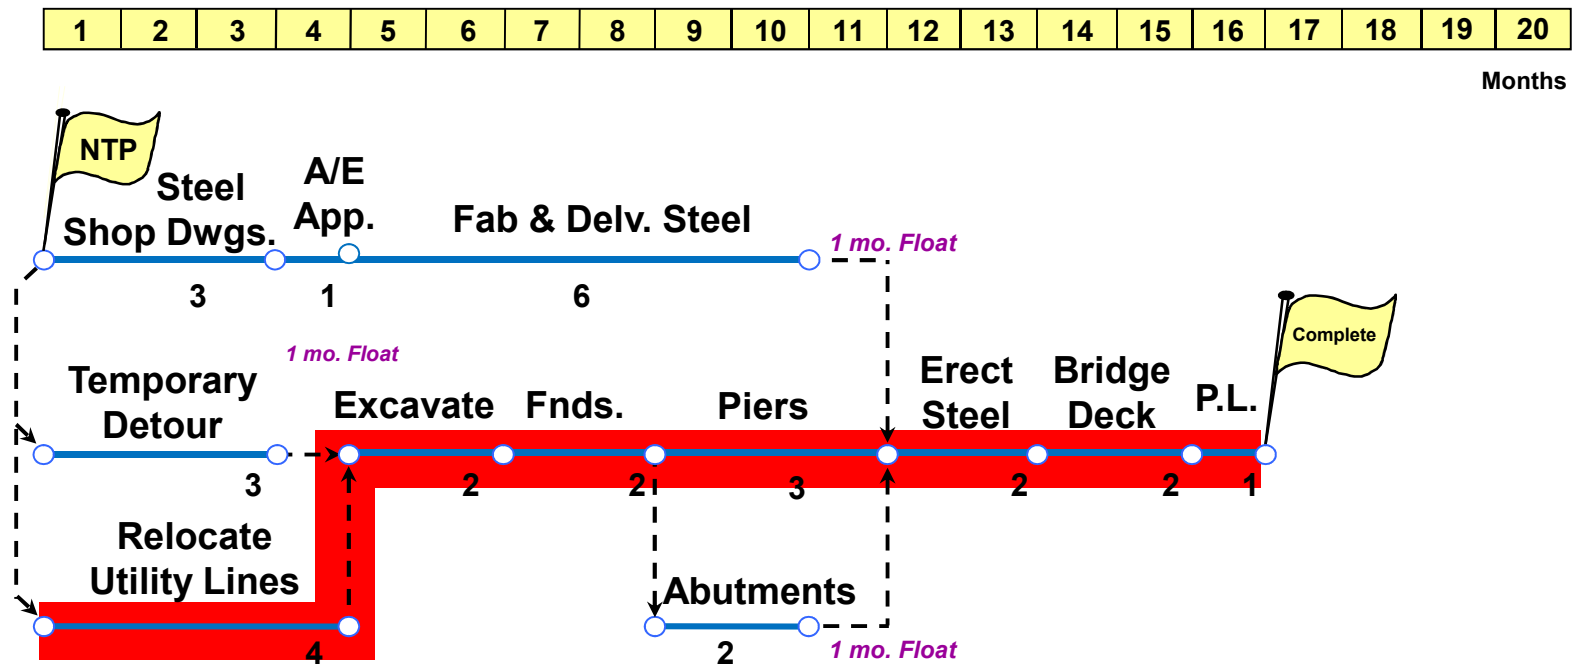 1 2 3 4 5 6 7 8 9 10 11 12 13 14 15 16 17 18 19 20
Months
NTP
Steel
Shop Dwgs.
A/E
App.
Fab & Delv. Steel
1 mo. Float
3 1 6
Complete
1 mo. Float
Temporary
Detour
Excavate
Fnds.
Piers
Erect
Steel
Bridge
Deck
P.L.
3 2 2 3 2 2 1
Relocate
Utility Lines
Abutments
4 2
1 mo. Float